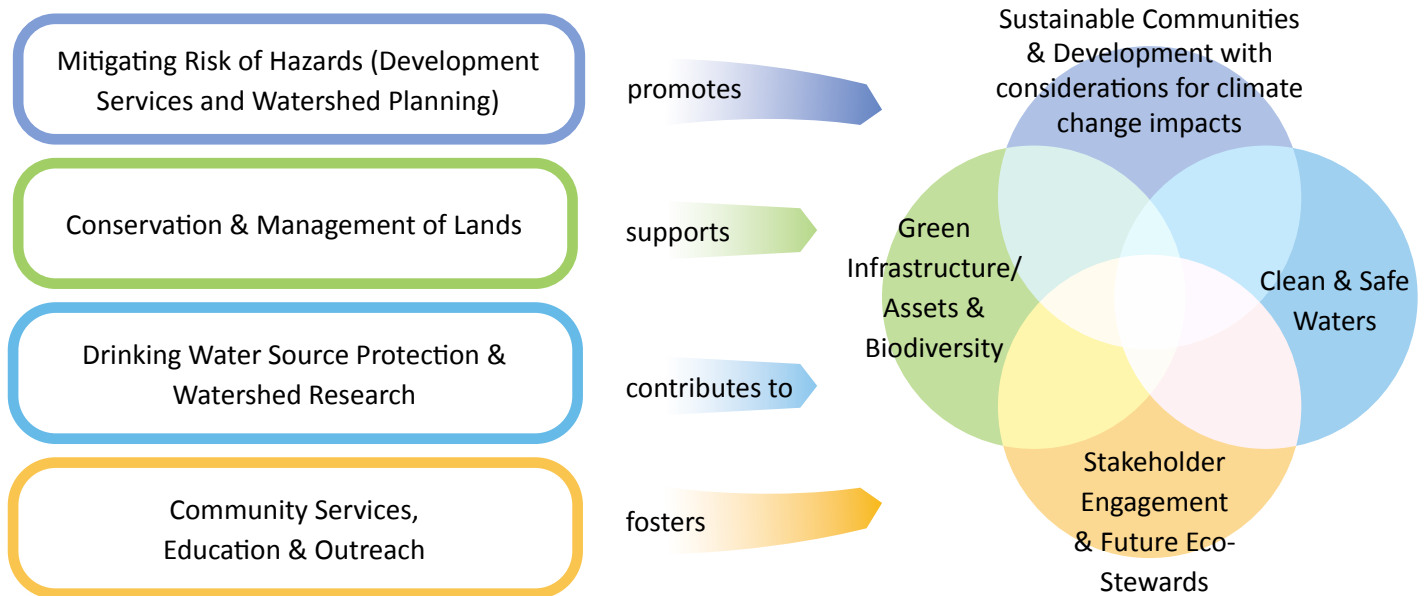 Mitigating Risk of Hazards (Development
Services and Watershed Planning)
promotes
Sustainable Communities
& Development with
considerations for climate
change impacts
Conservation & Management of Lands
supports
Green
Infrastructure/
Assets &
Biodiversity
Drinking Water Source Protection &
Watershed Research
contributes to
Clean & Safe
Waters
Community Services,
Education & Outreach
fosters
Stakeholder
Engagement
& Future Eco-
Stewards